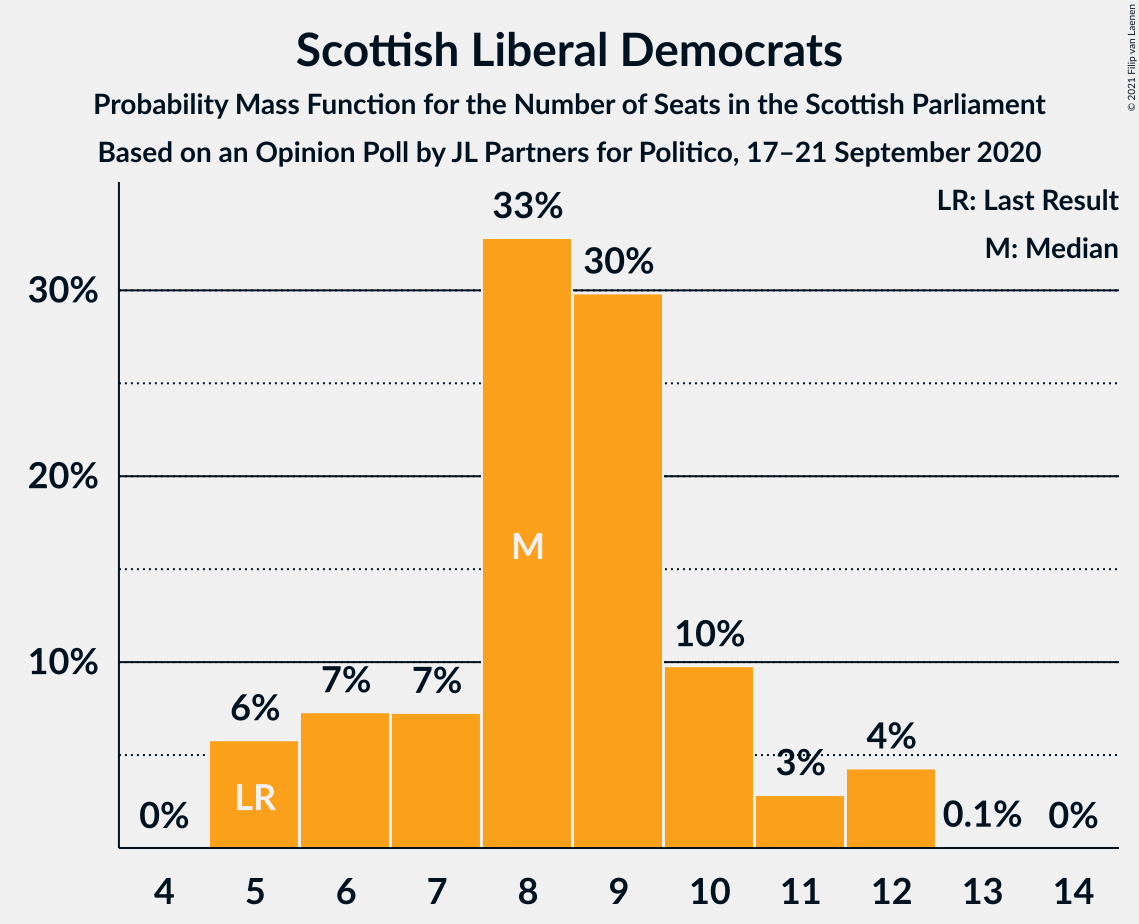 Scottish Liberal Democrats
Probability Mass Function for the Number of Seats in the Scottish Parliament
Based on an Opinion Poll by JL Partners for Politico, 17–21 September 2020
© 2021 Filip van Laenen
LR: Last Result
M: Median
33%
30%
30%
20%
M
10%
10%
7%
7%
6%
4%
3%
LR
0%
0.1%
0%
4 5 6 7 8 9 10 11 12 13 14